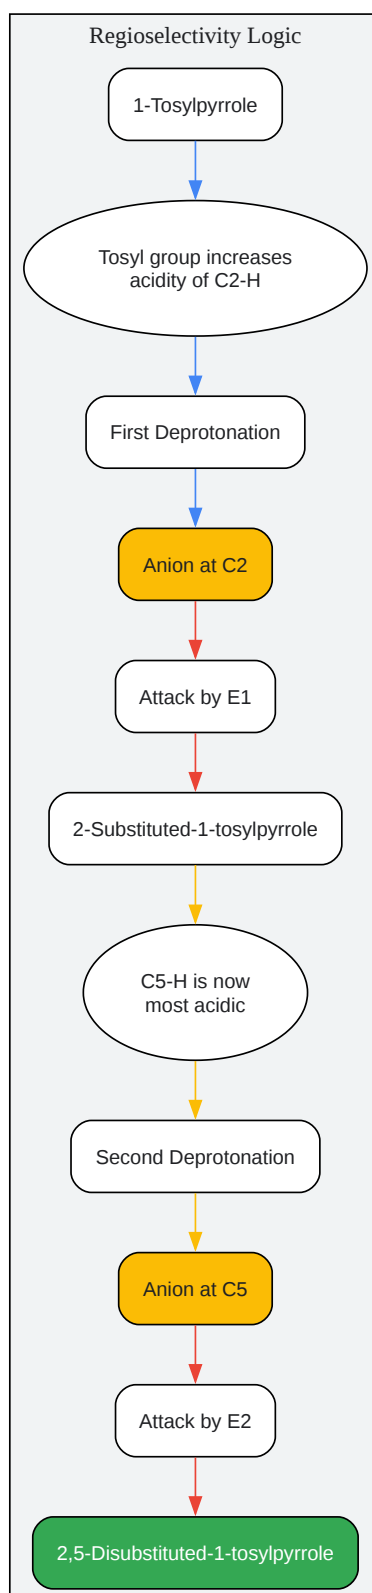 Regioselectivity Logic
1-Tosylpyrrole
Tosyl group increases
acidity of C2-H
First Deprotonation
Anion at C2
Attack by E1
2-Substituted-1-tosylpyrrole
C5-H is now
most acidic
Second Deprotonation
Anion at C5
Attack by E2
2,5-Disubstituted-1-tosylpyrrole